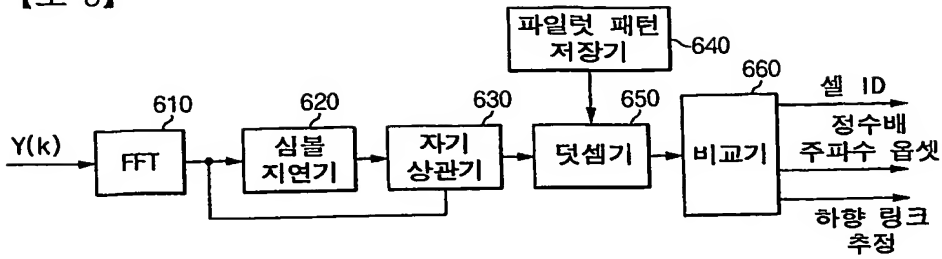 파일럿 패턴
저장기
640
610
620
630
650
660
Y(k)
FFT
심볼
지연기
자기
상관기
덧셈기
비교기
셀 ID
정수배
주파수 옵셋
하향 링크
추정